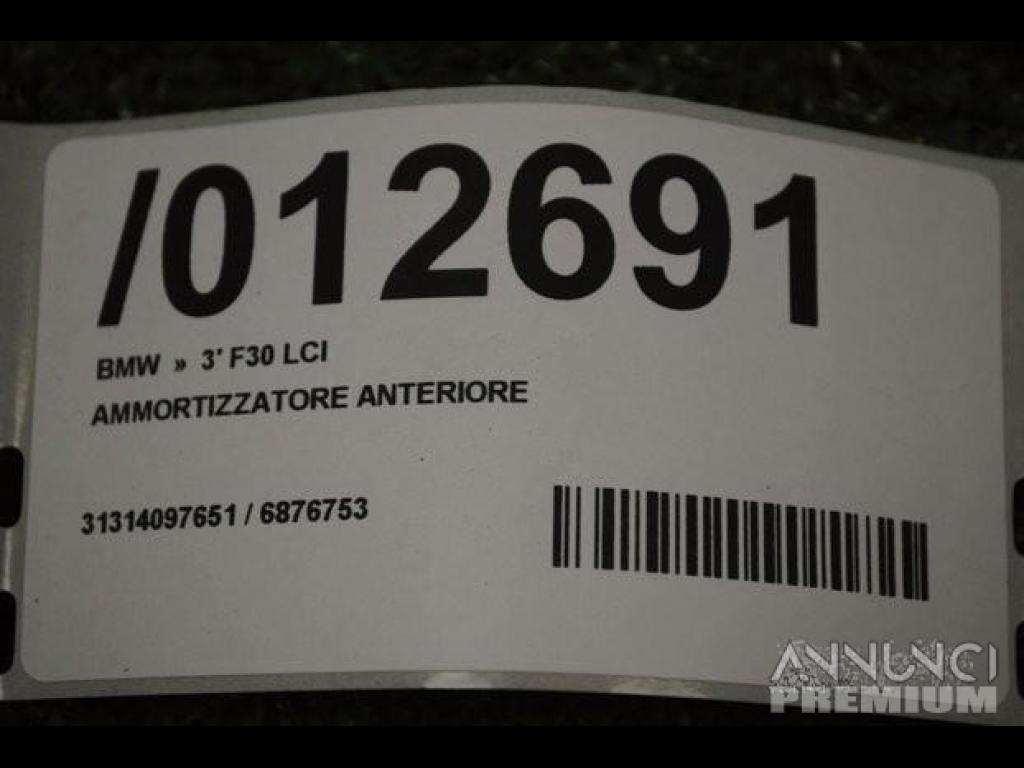 /012691
BMW » 3' F30 LCI
AMMORTIZZATORE ANTERIORE
31314097651 / 6876753
ANNUNCI
PREMIUM